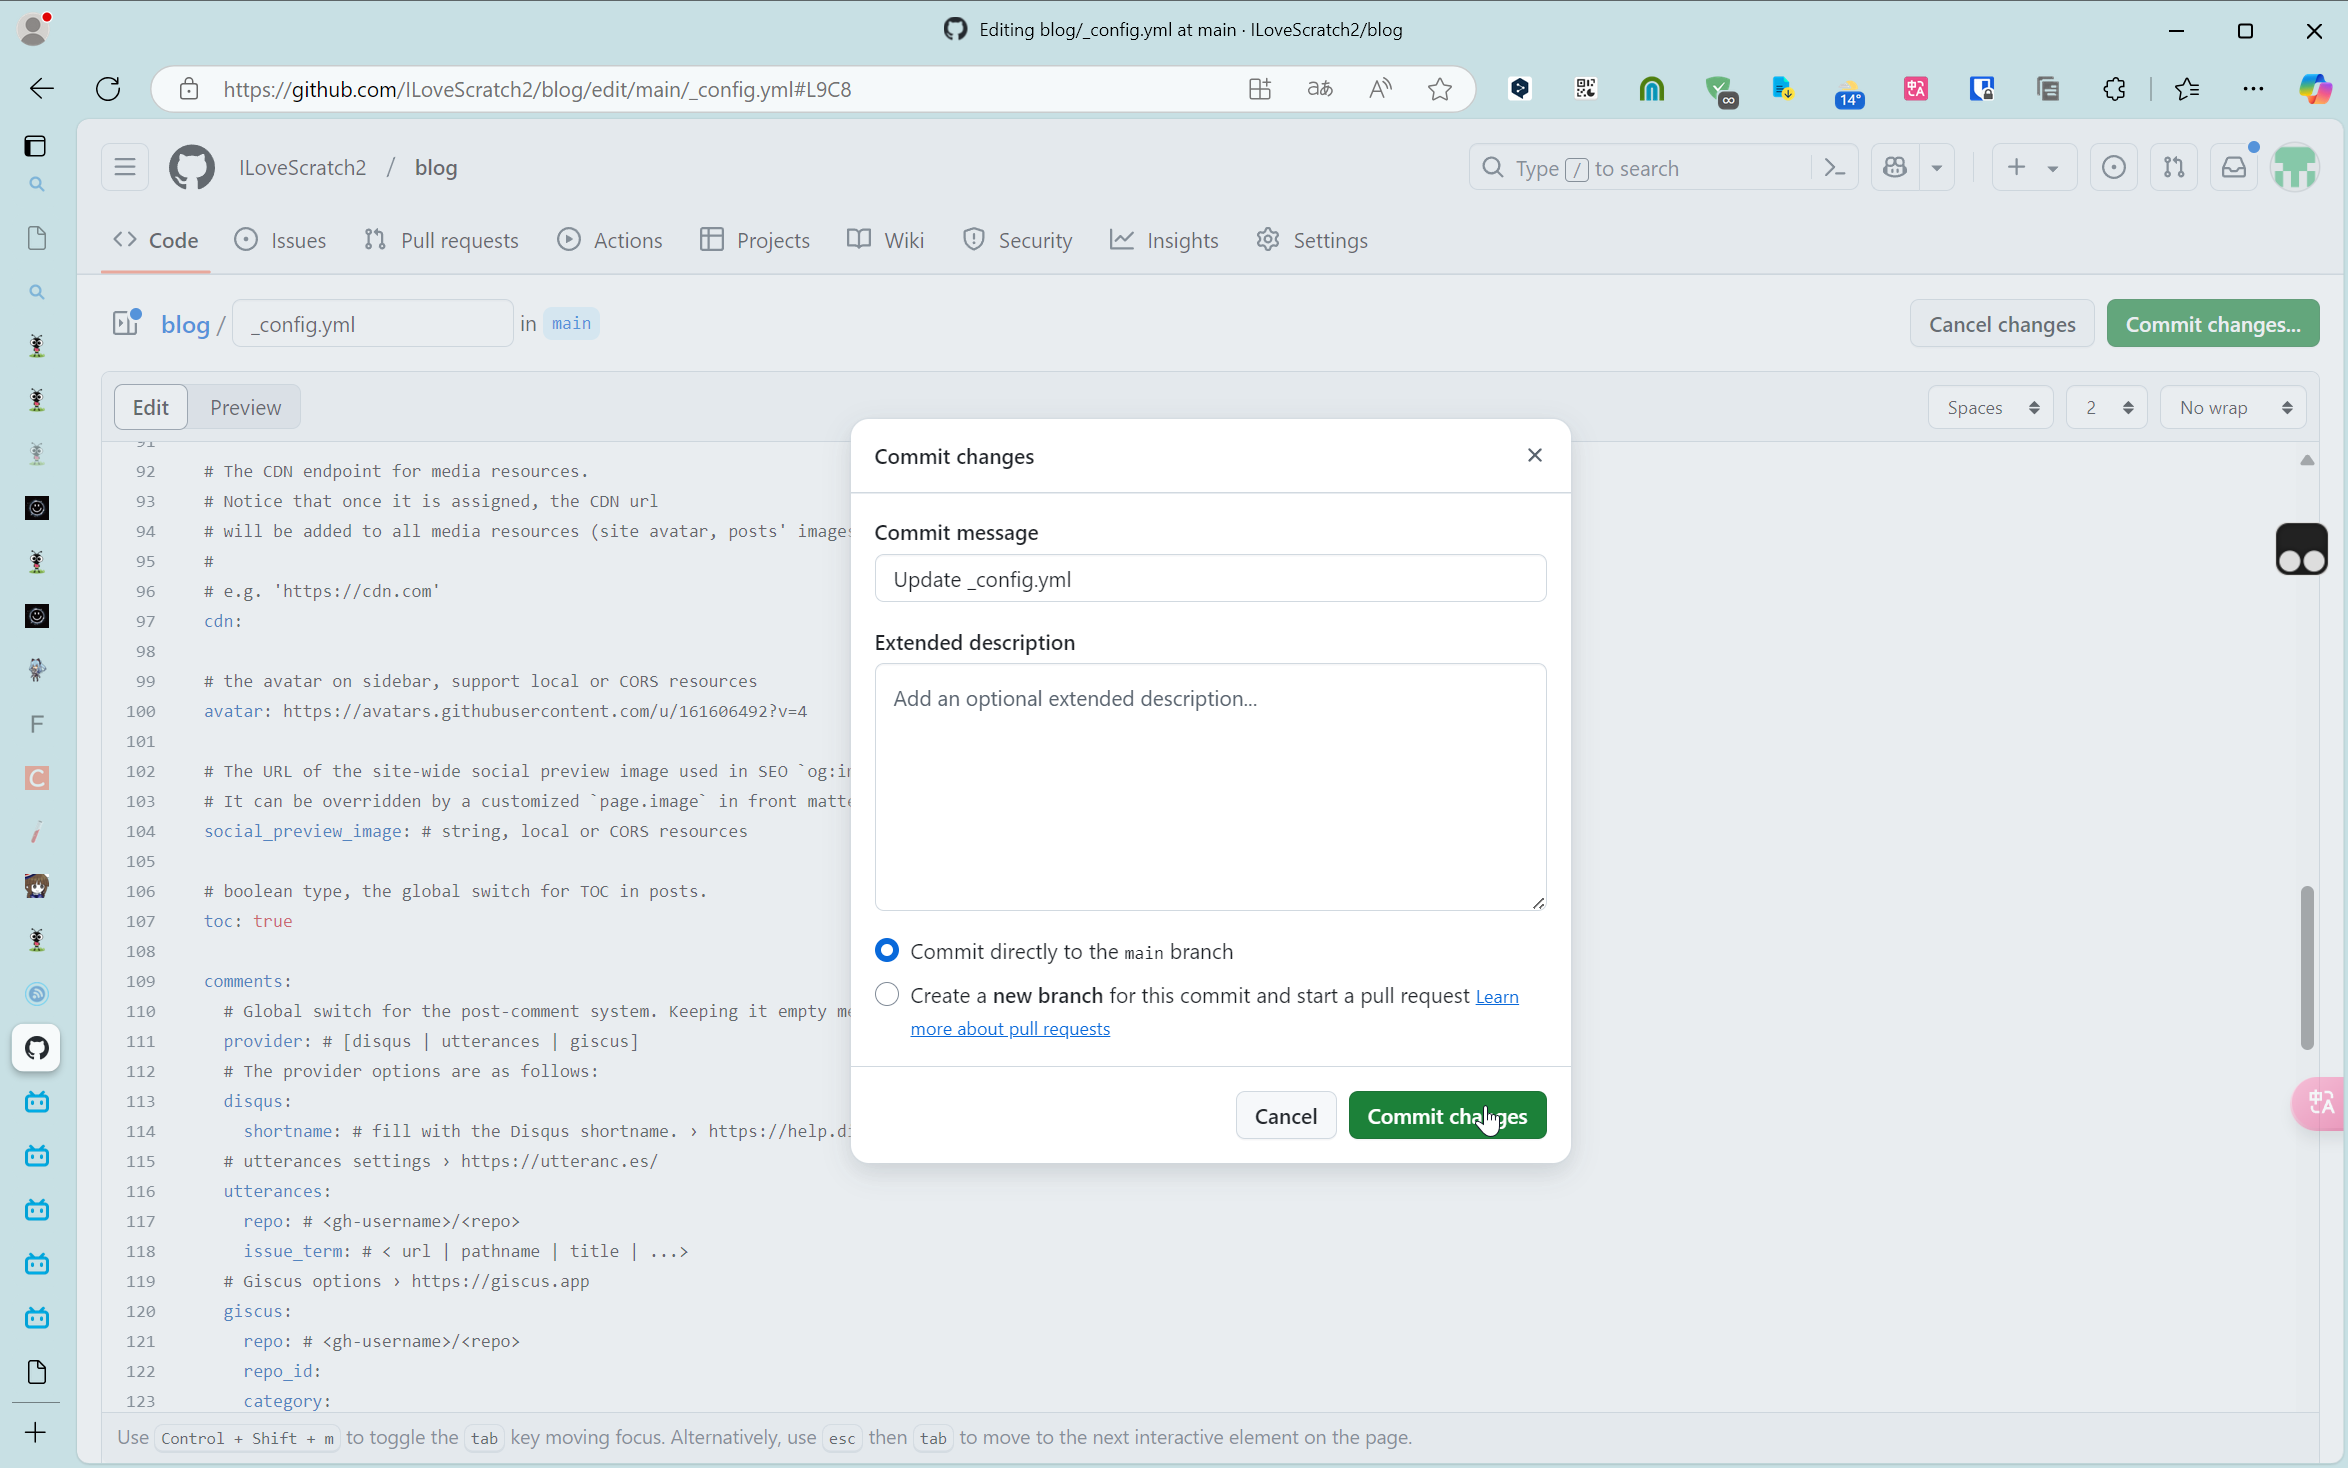 Editing blog/_config.yml at main · ILoveScratch2/blog
https://github.com/ILoveScratch2/blog/edit/main/_config.yml#L9C8
aあ
14°
ILoveScratch2 / blog
Type / to search
Code
Issues
Pull requests
Actions
Projects
Wiki
Security
Insights
Settings
blog / _config.yml in main
Cancel changes
Commit changes...
Edit
Preview
Spaces
2
No wrap
91
92 # The CDN endpoint for media resources.
93 # Notice that once it is assigned, the CDN url
94 # will be added to all media resources (site avatar, posts' images
95 #
96 # e.g. 'https://cdn.com'
97 cdn:
98
99 # the avatar on sidebar, support local or CORS resources
100 avatar: https://avatars.githubusercontent.com/u/161606492?v=4
101
102 # The URL of the site-wide social preview image used in SEO `og:i
103 # It can be overridden by a customized `page.image` in front matte
104 social_preview_image: # string, local or CORS resources
105
106 # boolean type, the global switch for TOC in posts.
107 toc: true
108
109 comments:
110 # Global switch for the post-comment system. Keeping it empty me
111 provider: # [disqus | utterances | giscus]
112 # The provider options are as follows:
113 disqus:
114 shortname: # fill with the Disqus shortname. › https://help.di
115 # utterances settings › https://utteranc.es/
116 utterances:
117 repo: # <gh-username>/<repo>
118 issue_term: # < url | pathname | title | ...>
119 # Giscus options › https://giscus.app
120 giscus:
121 repo: # <gh-username>/<repo>
122 repo_id:
123 category:
Commit changes
Commit message
Update _config.yml
Extended description
Add an optional extended description...
Commit directly to the main branch
Create a new branch for this commit and start a pull request Learn
more about pull requests
Cancel
Commit changes
Use Control + Shift + m to toggle the tab key moving focus. Alternatively, use esc then tab to move to the next interactive element on the page.